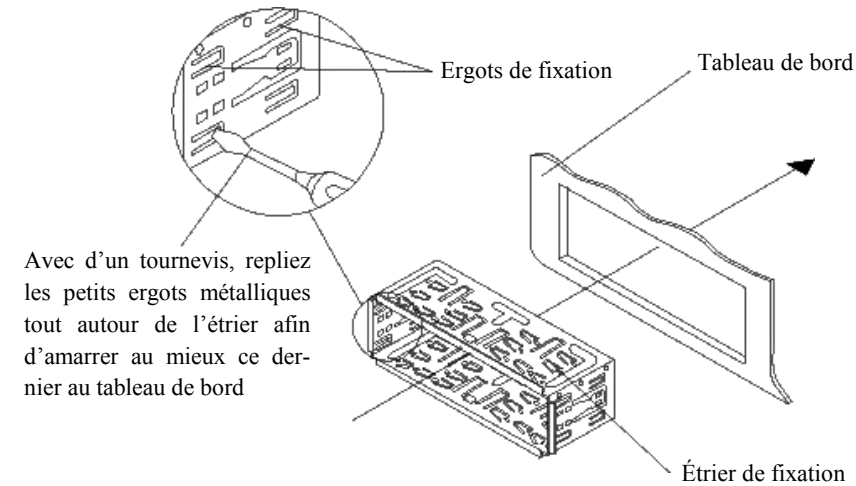 Ergots de fixation
Tableau de bord
Avec d’un tournevis, repliez
les petits ergots métalliques
tout autour de l’étrier afin
d’amarrer au mieux ce der-
nier au tableau de bord
Étrier de fixation